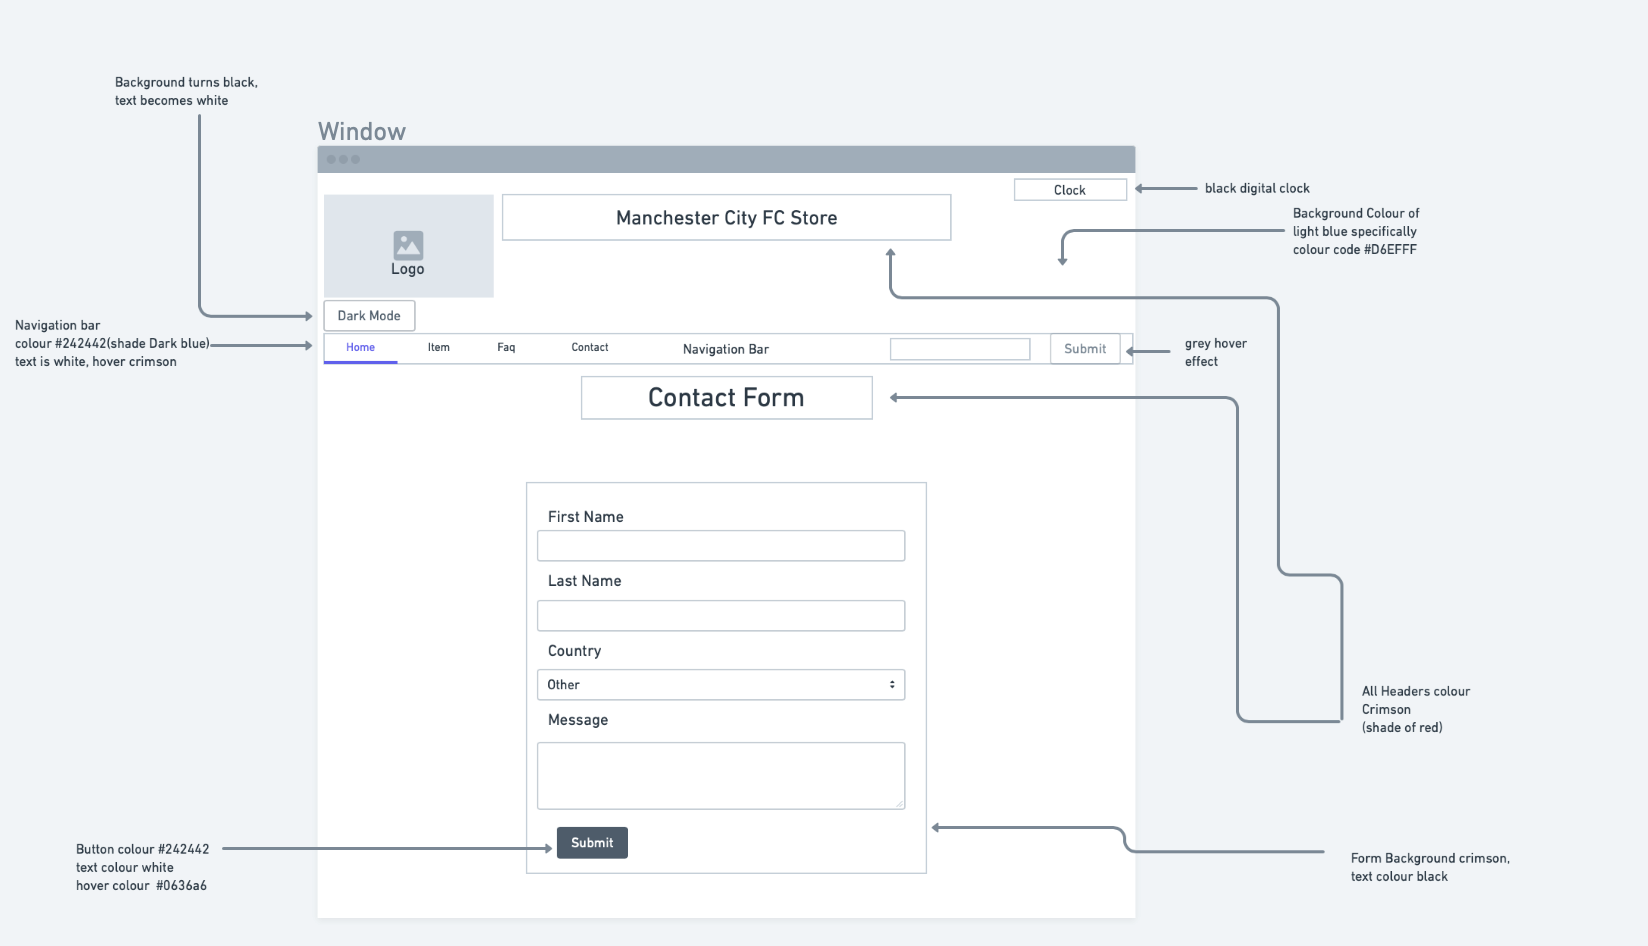 Background turns black,
text becomes white
Window
Clock
black digital clock
Manchester City FC Store
Background Colour of
light blue specifically
colour code #D6EFFF
Logo
Dark Mode
Navigation bar
colour #242442(shade Dark blue)
text is white, hover crimson
Home Item Faq Contact Navigation Bar Submit
grey hover
effect
Contact Form
First Name
Last Name
Country
Other
Message
All Headers colour
Crimson
(shade of red)
Submit
Button colour #242442
text colour white
hover colour #0636a6
Form Background crimson,
text colour black